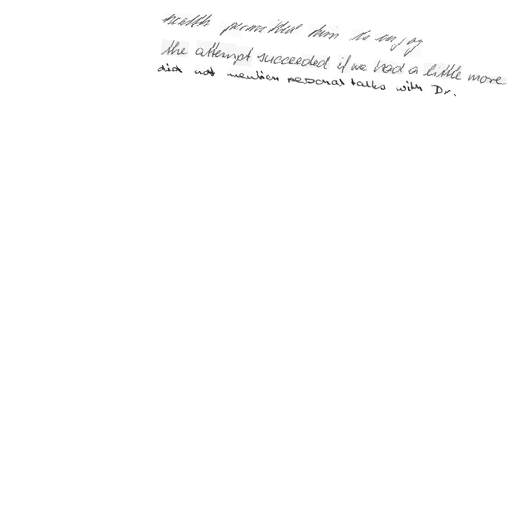 health permitted him to enjoy
the attempt succeeded if we had a little more
did not mention personal talks with Dr.